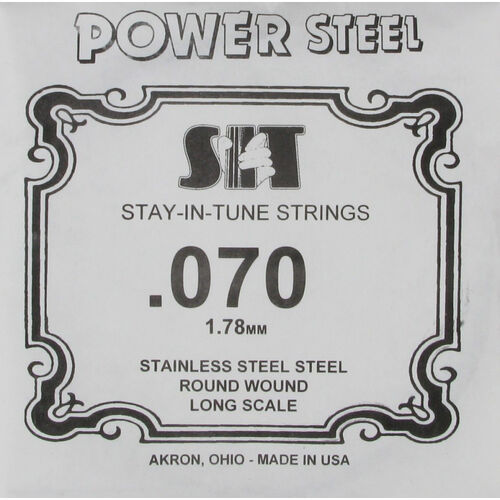 POWER STEEL
SIT
STAY-IN-TUNE STRINGS
.070
1.78MM
STAINLESS STEEL STEEL
ROUND WOUND
LONG SCALE
AKRON, OHIO - MADE IN USA